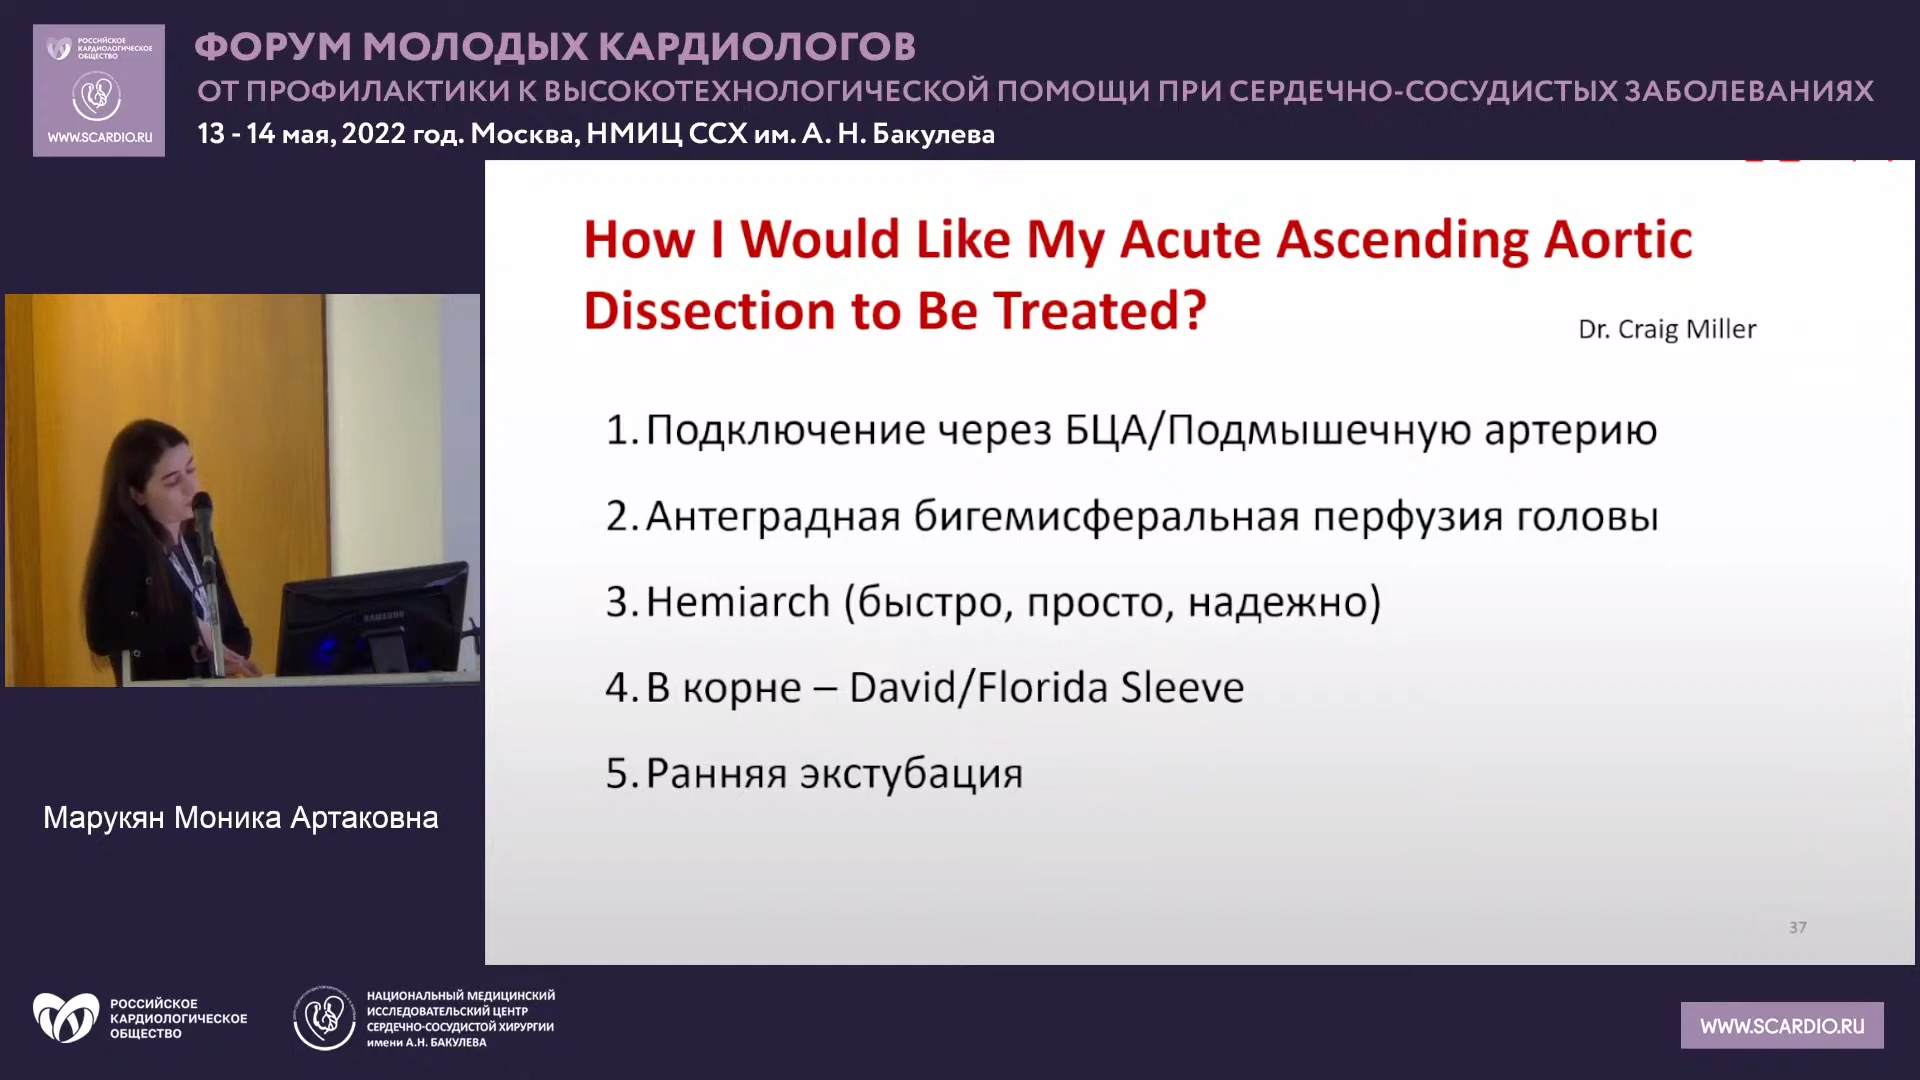 РОССИЙСКОЕ
КАРДИОЛОГИЧЕСКОЕ
ОБЩЕСТВО
WWW.SCARDIO.RU
ФОРУМ МОЛОДЫХ КАРДИОЛОГОВ
ОТ ПРОФИЛАКТИКИ К ВЫСОКОТЕХНОЛОГИЧЕСКОЙ ПОМОЩИ ПРИ СЕРДЕЧНО-СОСУДИСТЫХ ЗАБОЛЕВАНИЯХ
13 - 14 мая, 2022 год. Москва, НМИЦ ССХ им. А. Н. Бакулева
How I Would Like My Acute Ascending Aortic
Dissection to Be Treated?
Dr. Craig Miller
1. Подключение через БЦА/Подмышечную артерию
2. Антеградная бигемисферальная перфузия головы
3. Hemiarch (быстро, просто, надежно)
4. В корне – David/Florida Sleeve
5. Ранняя экстубация
37
SAMSUNG
Марукян Моника Артаковна
РОССИЙСКОЕ
КАРДИОЛОГИЧЕСКОЕ
ОБЩЕСТВО
НАЦИОНАЛЬНЫЙ МЕДИЦИНСКИЙ
ИССЛЕДОВАТЕЛЬСКИЙ ЦЕНТР
СЕРДЕЧНО-СОСУДИСТОЙ ХИРУРГИИ
имени А.Н. БАКУЛЕВА
WWW.SCARDIO.RU